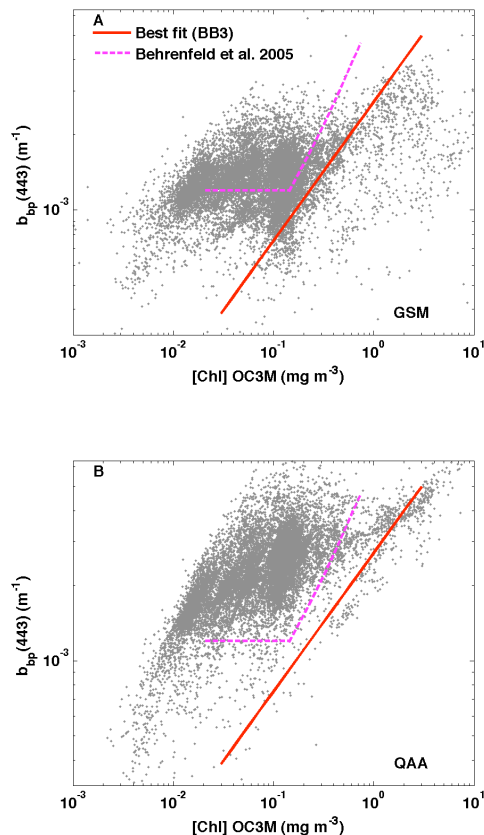 A
Best fit (BB3)
Behrenfeld et al. 2005
b_bp(443) (m^-1)
10^-3
GSM
10^-3 10^-2 10^-1 10^0 10^1
[Chl] OC3M (mg m^-3)
B
b_bp(443) (m^-1)
10^-3
QAA
10^-3 10^-2 10^-1 10^0 10^1
[Chl] OC3M (mg m^-3)